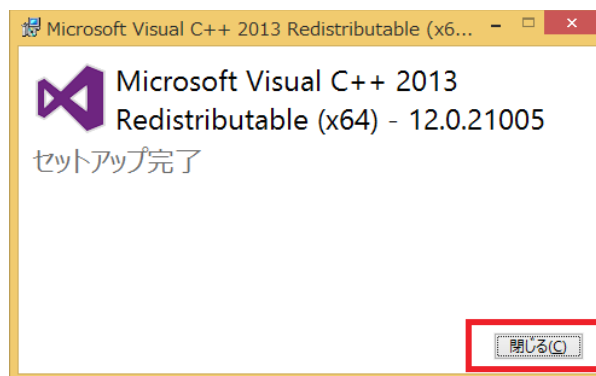 Microsoft Visual C++ 2013 Redistributable (x6...
Microsoft Visual C++ 2013
Redistributable (x64) - 12.0.21005
セットアップ完了
閉じる(C)